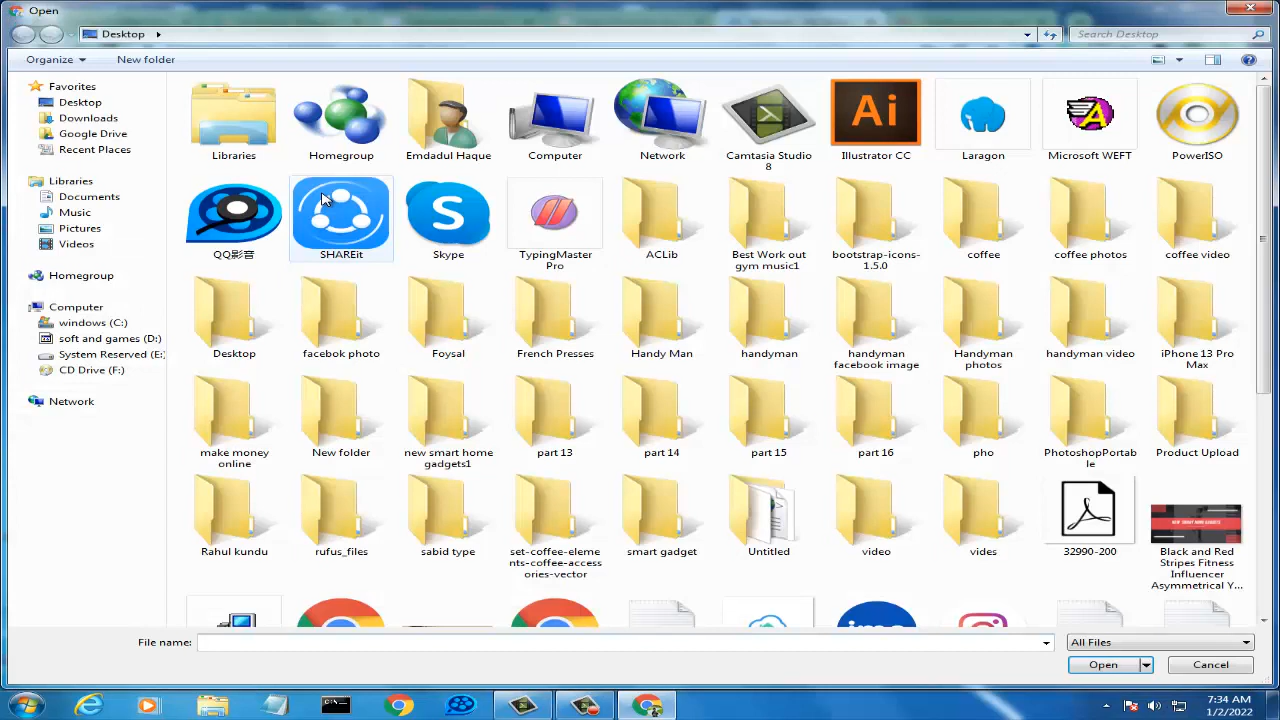 Open
Desktop
Search Desktop
Organize
New folder
Favorites
Desktop
Downloads
Google Drive
Recent Places
Libraries
Documents
Music
Pictures
Videos
Homegroup
Computer
windows (C:)
soft and games (D:)
System Reserved (E:
CD Drive (F:)
Network
Libraries
Homegroup
Emdadul Haque
Computer
Network
Camtasia Studio
8
Ai
Illustrator CC
Laragon
Microsoft WEFT
PowerISO
QQ影音
SHAREit
S
Skype
TypingMaster
Pro
ACLib
Best Work out
gym music1
bootstrap-icons-
1.5.0
coffee
coffee photos
coffee video
Desktop
facebok photo
Foysal
French Presses
Handy Man
handyman
handyman
facebook image
Handyman
photos
handyman video
iPhone 13 Pro
Max
make money
online
New folder
new smart home
gadgets1
part 13
part 14
part 15
part 16
pho
PhotoshopPortab
le
Product Upload
Rahul kundu
rufus_files
sabid type
set-coffee-eleme
nts-coffee-access
ories-vector
smart gadget
Untitled
video
vides
32990-200
Black and Red
Stripes Fitness
Influencer
Asymmetrical Y...
File name:
All Files
Open
Cancel
7:34 AM
1/2/2022